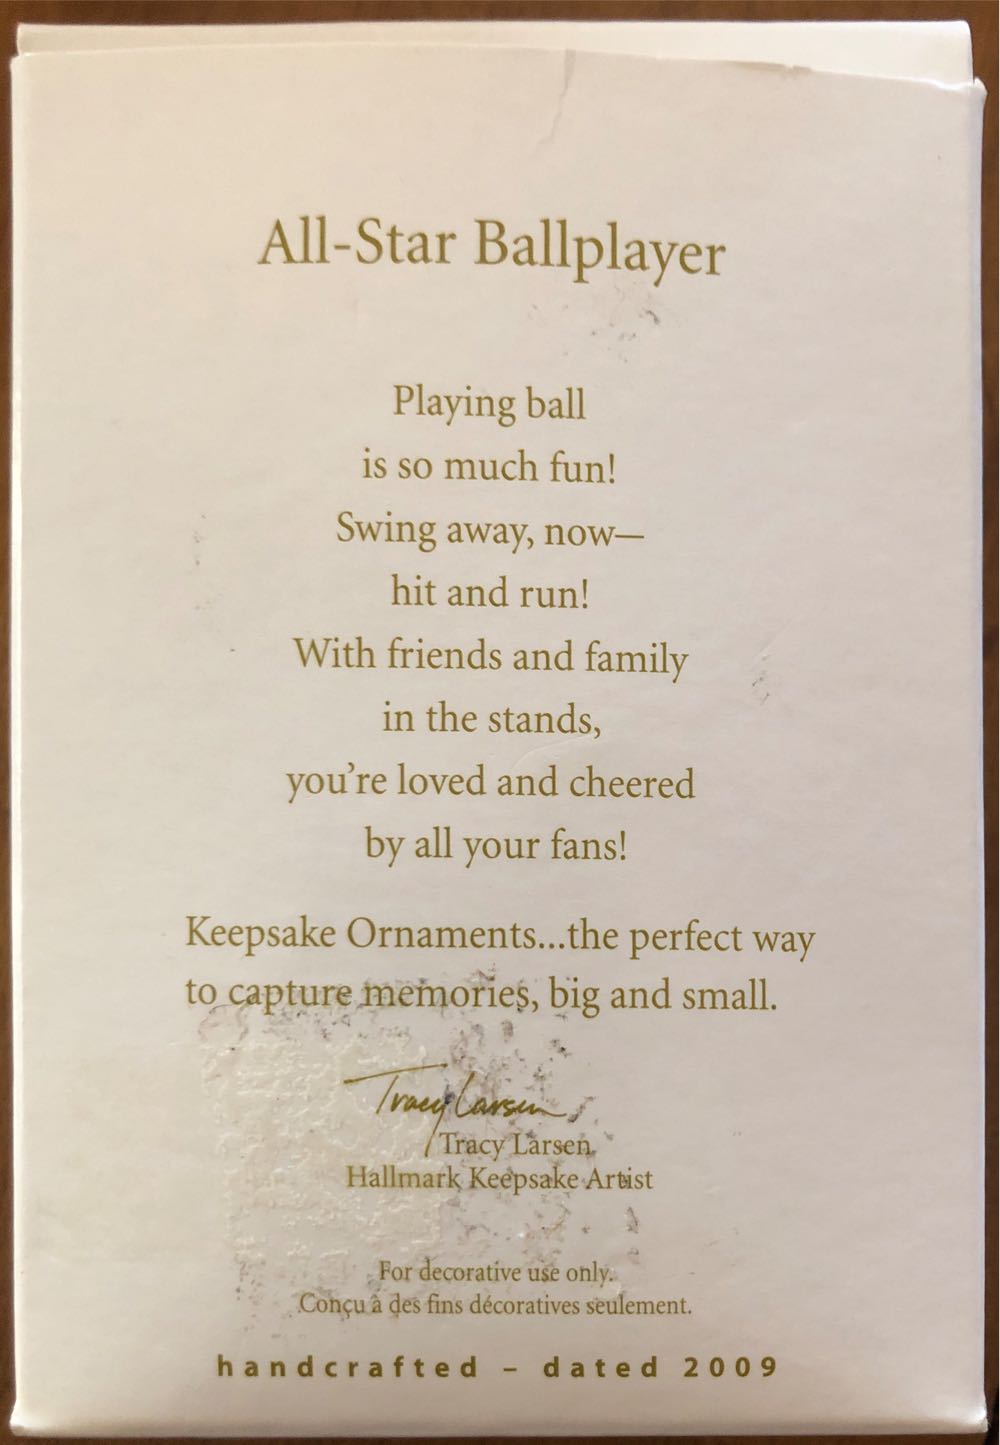 All-Star Ballplayer
Playing ball
is so much fun!
Swing away, now—
hit and run!
With friends and family
in the stands,
you're loved and cheered
by all your fans!
Keepsake Ornaments...the perfect way
to capture memories, big and small.
Tracy Larsen
Tracy Larsen
Hallmark Keepsake Artist
For decorative use only.
Conçu à des fins décoratives seulement.
handcrafted – dated 2009